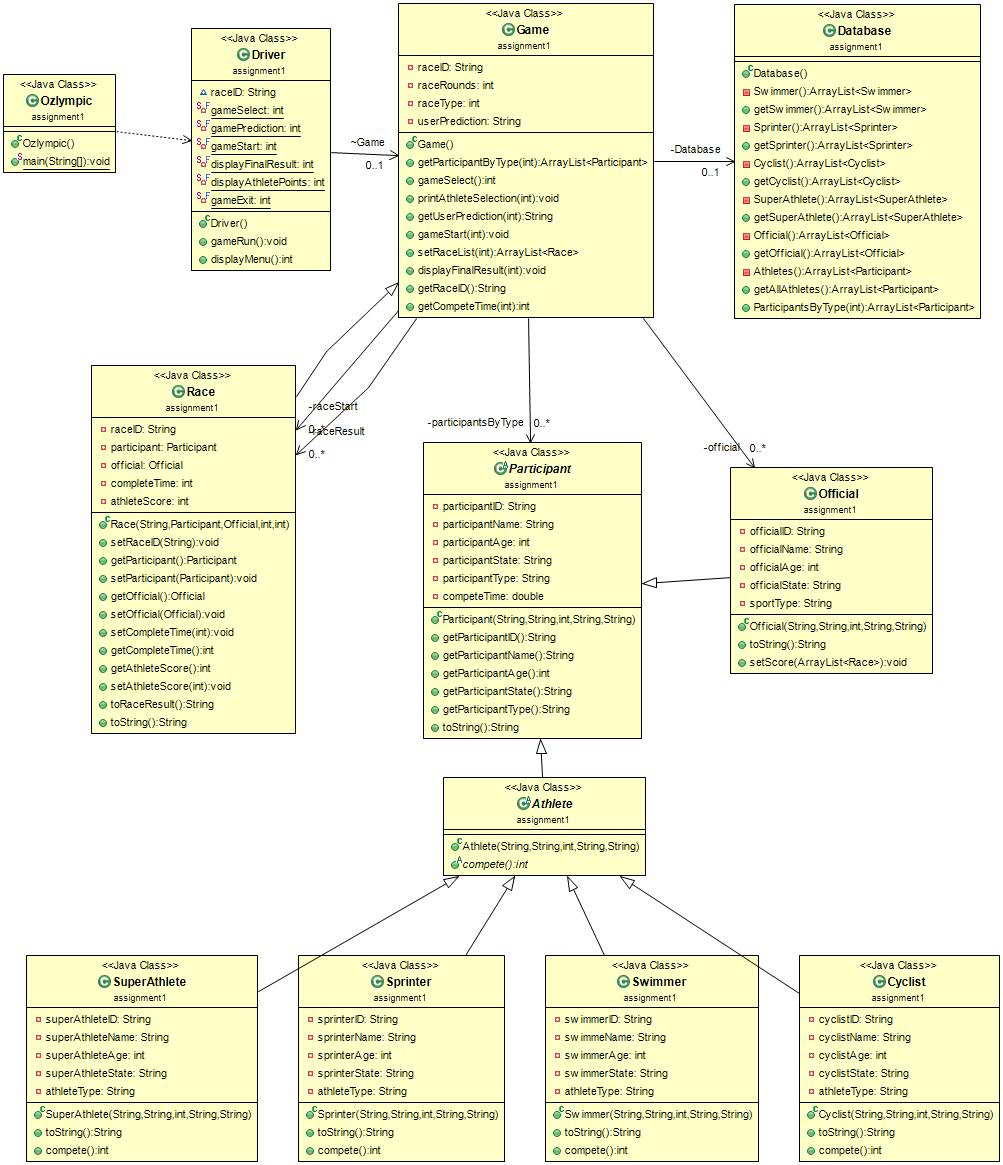 <<Java Class>>
Ozlympic
assignment1
Ozlympic()
main(String[]):void
<<Java Class>>
Driver
assignment1
raceID: String
gameSelect: int
gamePrediction: int
gameStart: int
displayFinalResult: int
displayAthletePoints: int
gameExit: int
Driver()
gameRun():void
displayMenu():int
~Game
0..1
<<Java Class>>
Game
assignment1
raceID: String
raceRounds: int
raceType: int
userPrediction: String
Game()
getParticipantByType(int):ArrayList<Participant>
gameSelect():int
printAthleteSelection(int):void
getUserPrediction(int):String
gameStart(int):void
setRaceList(int):ArrayList<Race>
displayFinalResult(int):void
getRaceID():String
getCompeteTime(int):int
-Database
0..1
<<Java Class>>
Database
assignment1
Database()
Swimmer():ArrayList<Swimmer>
getSwimmer():ArrayList<Swimmer>
Sprinter():ArrayList<Sprinter>
getSprinter():ArrayList<Sprinter>
Cyclist():ArrayList<Cyclist>
getCyclist():ArrayList<Cyclist>
SuperAthlete():ArrayList<SuperAthlete>
getSuperAthlete():ArrayList<SuperAthlete>
Official():ArrayList<Official>
getOfficial():ArrayList<Official>
Athletes():ArrayList<Participant>
getAllAthletes():ArrayList<Participant>
ParticipantsByType(int):ArrayList<Participant>
<<Java Class>>
Race
assignment1
raceID: String
participant: Participant
official: Official
completeTime: int
athleteScore: int
Race(String,Participant,Official,int,int)
setRaceID(String):void
getParticipant():Participant
setParticipant(Participant):void
getOfficial():Official
setOfficial(Official):void
setCompleteTime(int):void
getCompleteTime():int
getAthleteScore():int
setAthleteScore(int):void
toRaceResult():String
toString():String
-raceStart
0..*
-raceResult
0..*
-participantsByType
0..*
-official
0..*
<<Java Class>>
Participant
assignment1
participantID: String
participantName: String
participantAge: int
participantState: String
participantType: String
competeTime: double
Participant(String,String,int,String,String)
getParticipantID():String
getParticipantName():String
getParticipantAge():int
getParticipantState():String
getParticipantType():String
toString():String
<<Java Class>>
Official
assignment1
officialID: String
officialName: String
officialAge: int
officialState: String
sportType: String
Official(String,String,int,String,String)
toString():String
setScore(ArrayList<Race>):void
<<Java Class>>
Athlete
assignment1
Athlete(String,String,int,String,String)
compete():int
<<Java Class>>
SuperAthlete
assignment1
superAthleteID: String
superAthleteName: String
superAthleteAge: int
superAthleteState: String
athleteType: String
SuperAthlete(String,String,int,String,String)
toString():String
compete():int
<<Java Class>>
Sprinter
assignment1
sprinterID: String
sprinterName: String
sprinterAge: int
sprinterState: String
athleteType: String
Sprinter(String,String,int,String,String)
toString():String
compete():int
<<Java Class>>
Swimmer
assignment1
swimmerID: String
swimmeName: String
swimmerAge: int
swimmerState: String
athleteType: String
Swimmer(String,String,int,String,String)
toString():String
compete():int
<<Java Class>>
Cyclist
assignment1
cyclistID: String
cyclistName: String
cyclistAge: int
cyclistState: String
athleteType: String
Cyclist(String,String,int,String,String)
toString():String
compete():int